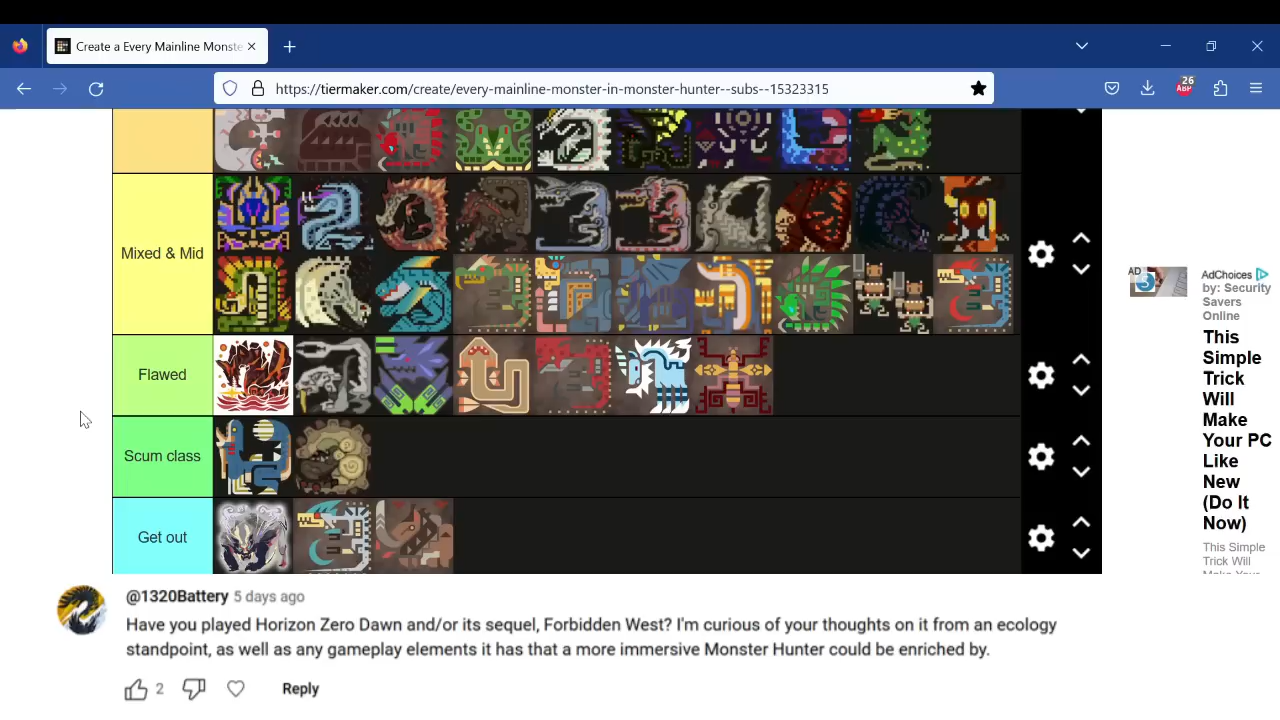 Create a Every Mainline Monste
https://tiermaker.com/create/every-mainline-monster-in-monster-hunter--subs--15323315
26
ABP
Mixed & Mid
Flawed
Scum class
Get out
AD
AdChoices
by: Security
Savers
Online
This
Simple
Trick
Will
Make
Your PC
Like
New
(Do It
Now)
This Simple
Trick Will
@1320Battery 5 days ago
Have you played Horizon Zero Dawn and/or its sequel, Forbidden West? I'm curious of your thoughts on it from an ecology
standpoint, as well as any gameplay elements it has that a more immersive Monster Hunter could be enriched by.
2
Reply